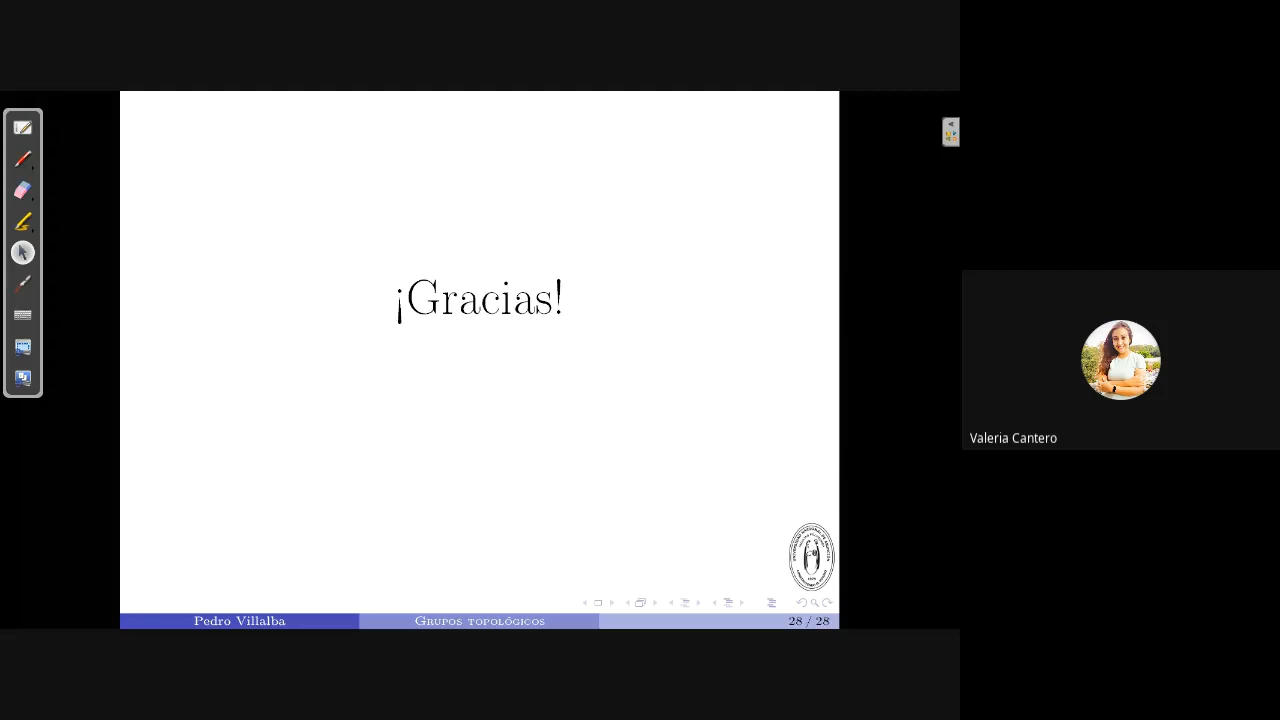 ¡Gracias!
Valeria Cantero
Pedro Villalba
Grupos topológicos
28 / 28